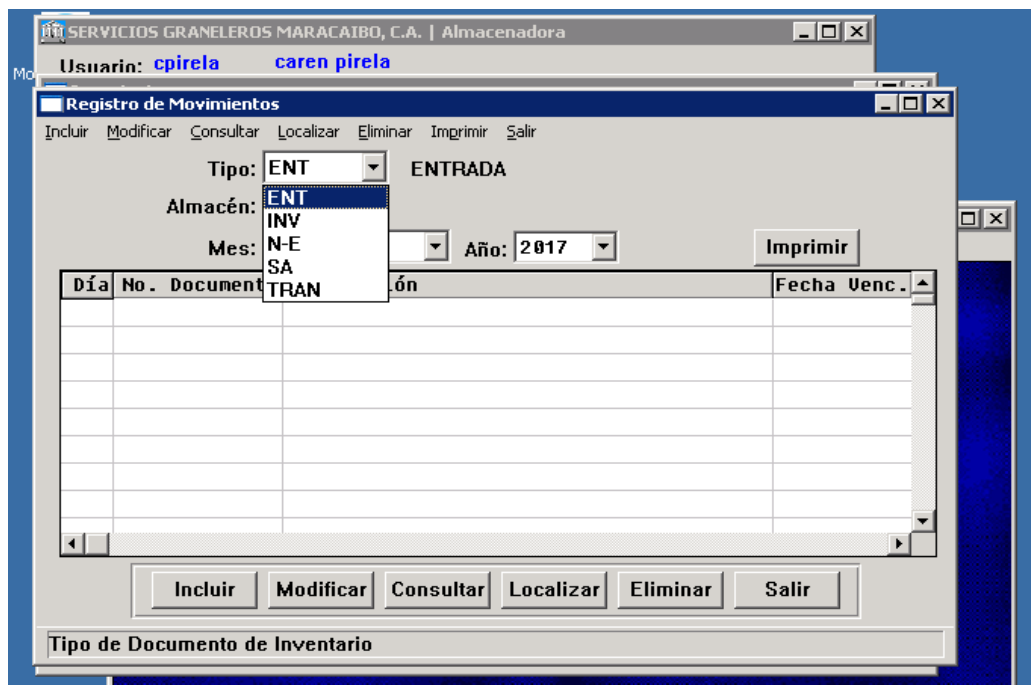 SERVICIOS GRANELEROS MARACAIBO, C.A. | Almacenadora
Usuario: cpirela caren pirela
Mo
Registro de Movimientos
Incluir Modificar Consultar Localizar Eliminar Imprimir Salir
Tipo: ENT ENTRADA
Almacén: ENT
INV
Mes: N-E Año: 2017 Imprimir
SA
TRAN
Día No. Document ón Fecha Venc.
Incluir Modificar Consultar Localizar Eliminar Salir
Tipo de Documento de Inventario